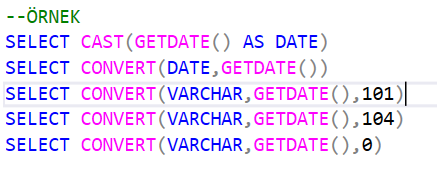 --ÖRNEK
SELECT CAST(GETDATE() AS DATE)
SELECT CONVERT(DATE,GETDATE())
SELECT CONVERT(VARCHAR,GETDATE(),101)
SELECT CONVERT(VARCHAR,GETDATE(),104)
SELECT CONVERT(VARCHAR,GETDATE(),0)